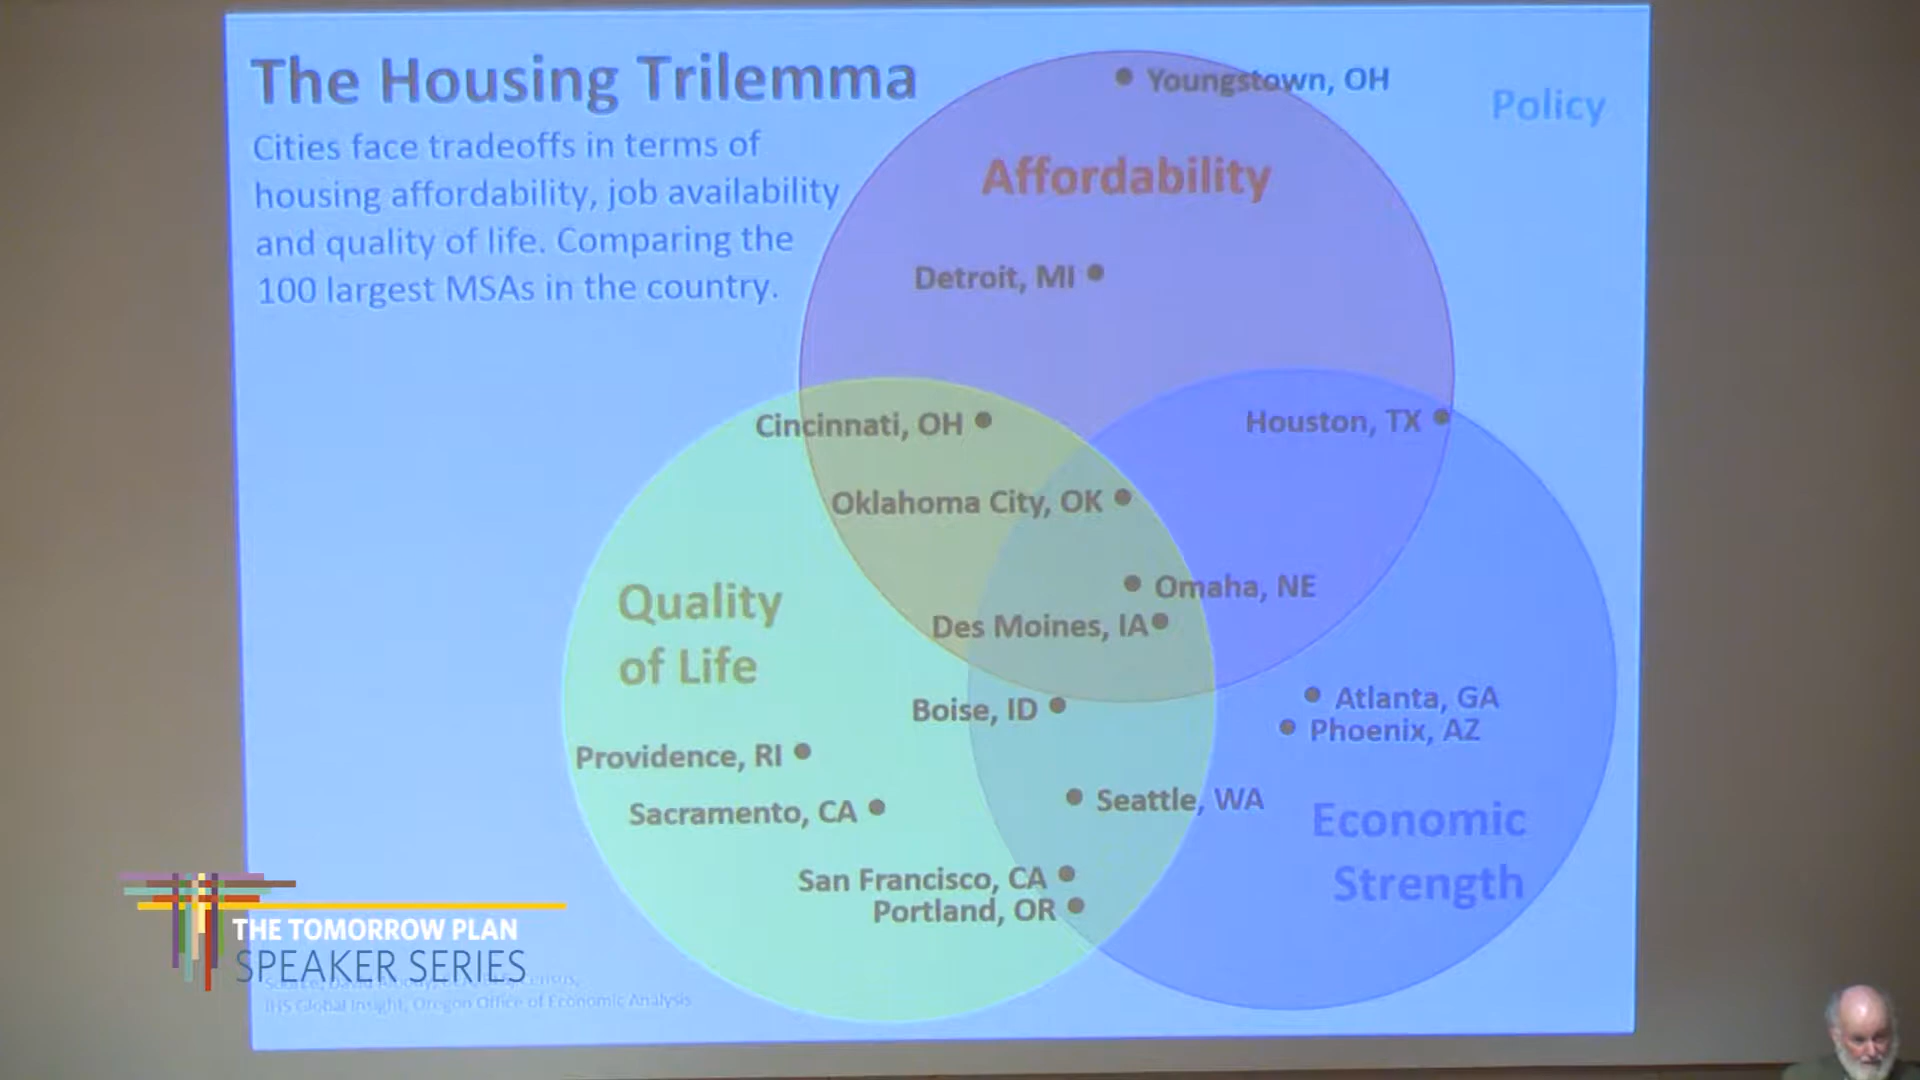 The Housing Trilemma
Cities face tradeoffs in terms of
housing affordability, job availability
and quality of life. Comparing the
100 largest MSAs in the country.
Policy
Youngstown, OH
Affordability
Detroit, MI
Cincinnati, OH
Houston, TX
Oklahoma City, OK
Omaha, NE
Des Moines, IA
Quality
of Life
Boise, ID
Atlanta, GA
Phoenix, AZ
Providence, RI
Sacramento, CA
Seattle, WA
Economic
Strength
San Francisco, CA
Portland, OR
THE TOMORROW PLAN
SPEAKER SERIES
Source: David
IHS Global Insight, Oregon Office of Economic Analysis